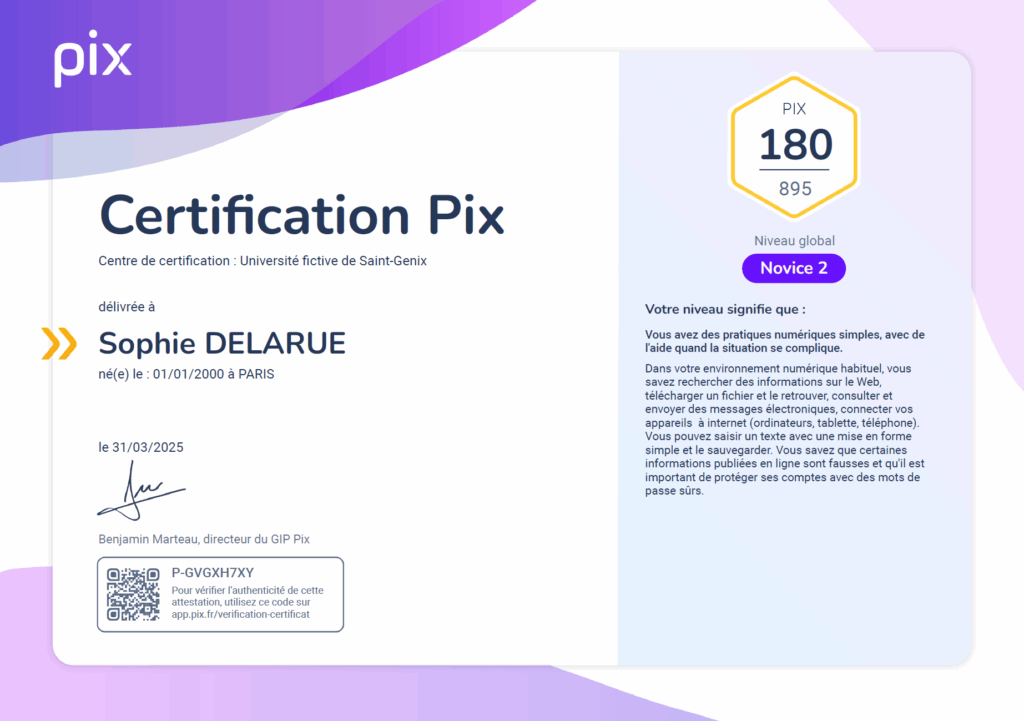 pix
Certification Pix
Centre de certification : Université fictive de Saint-Genix
délivrée à
Sophie DELARUE
né(e) le : 01/01/2000 à PARIS
le 31/03/2025
Benjamin Marteau, directeur du GIP Pix
P-GVGXH7XY
Pour vérifier l'authenticité de cette
attestation, utilisez ce code sur
app.pix.fr/verification-certificat
PIX
180
895
Niveau global
Novice 2
Votre niveau signifie que :
Vous avez des pratiques numériques simples, avec de
l'aide quand la situation se complique.
Dans votre environnement numérique habituel, vous
savez rechercher des informations sur le Web,
télécharger un fichier et le retrouver, consulter et
envoyer des messages électroniques, connecter vos
appareils à internet (ordinateurs, tablette, téléphone).
Vous pouvez saisir un texte avec une mise en forme
simple et le sauvegarder. Vous savez que certaines
informations publiées en ligne sont fausses et qu'il est
important de protéger ses comptes avec des mots de
passe sûrs.